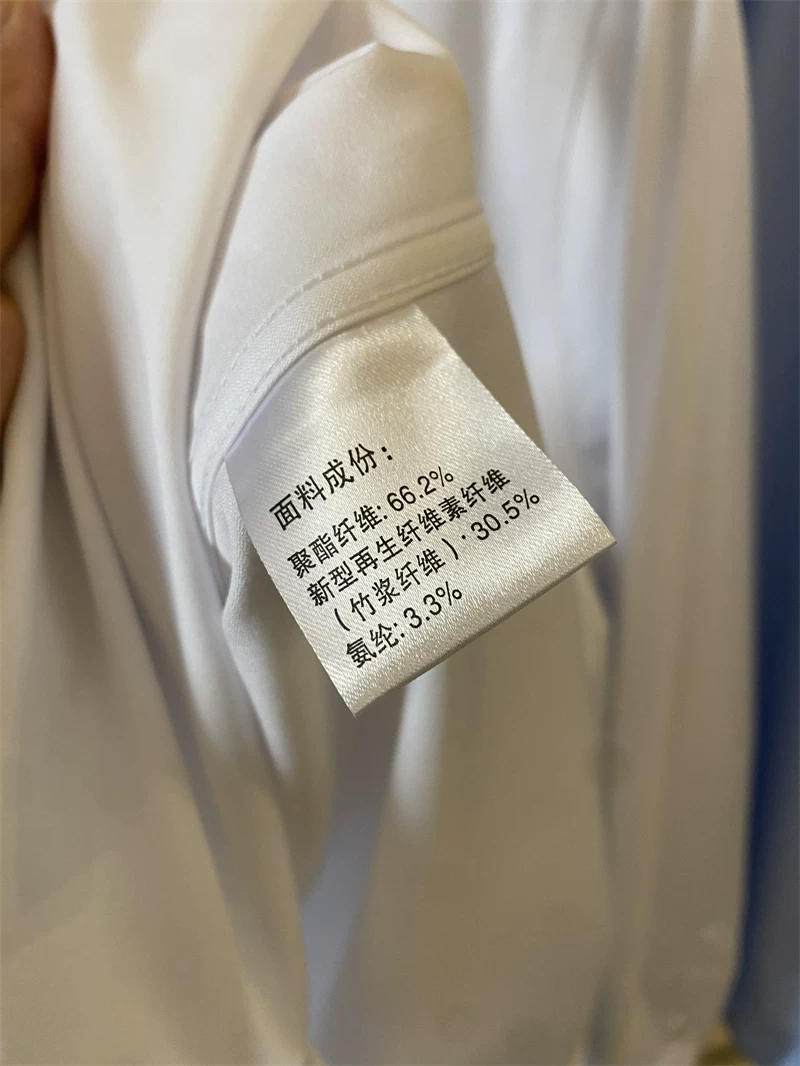 面料成份：
聚酯纤维: 66.2%
新型再生纤维素纤维
(竹浆纤维)· 30.5%
氨纶: 3.3%